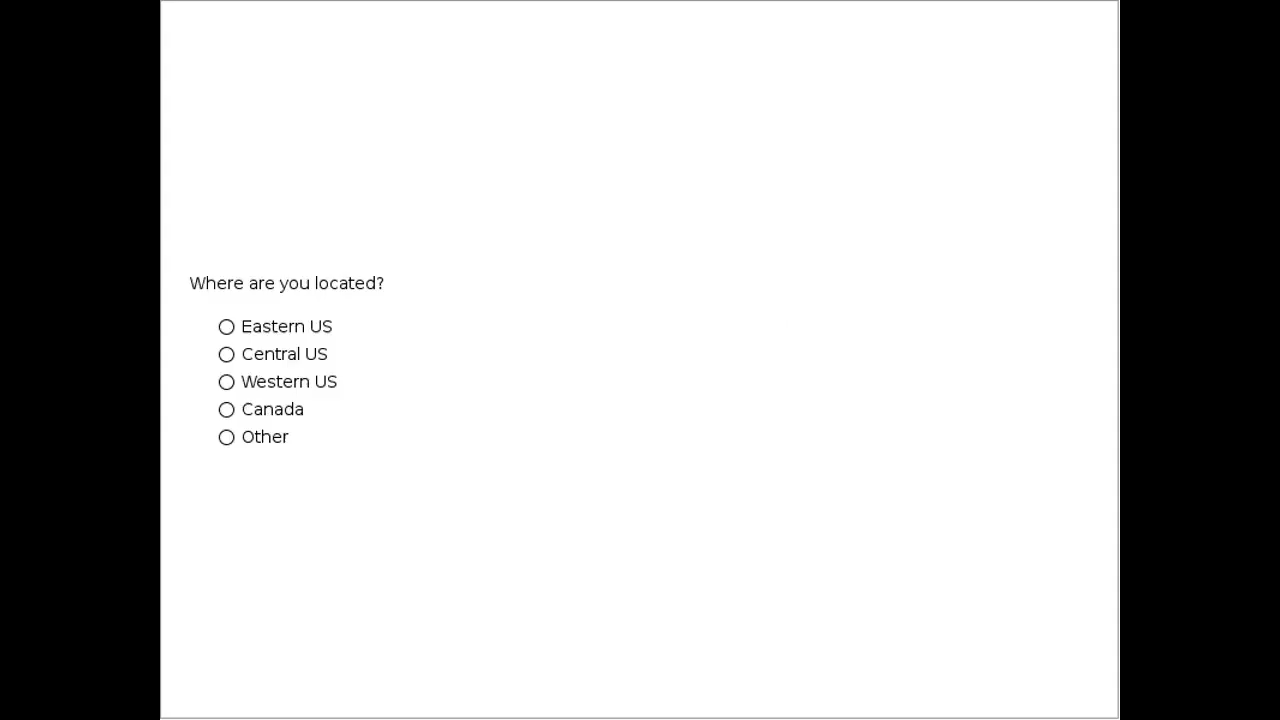 Where are you located?
Eastern US
Central US
Western US
Canada
Other